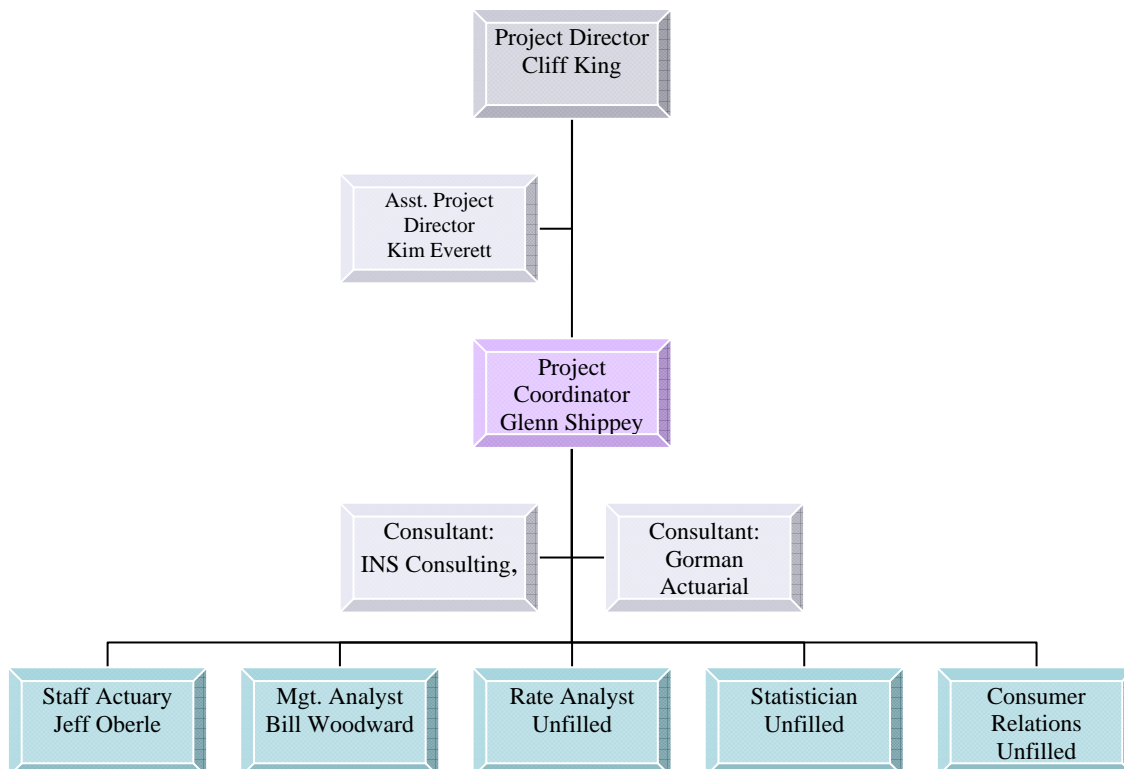 Project Director
Cliff King
Asst. Project
Director
Kim Everett
Project
Coordinator
Glenn Shippey
Consultant:
INS Consulting,
Consultant:
Gorman
Actuarial
Staff Actuary
Jeff Oberle
Mgt. Analyst
Bill Woodward
Rate Analyst
Unfilled
Statistician
Unfilled
Consumer
Relations
Unfilled